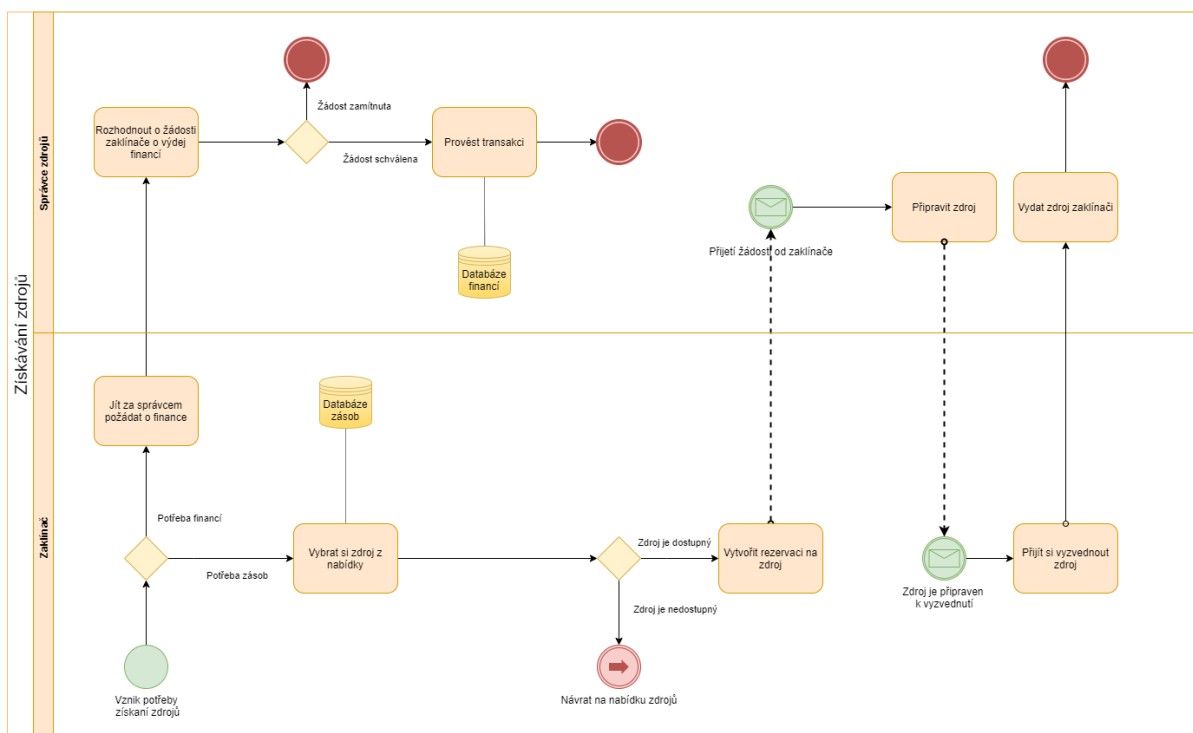 Získávání zdrojů
Správce zdrojů
Rozhodnout o žádosti
zaklínače o výdej
financí
Žádost zamítnuta
Žádost schválena
Provést transakci
Databáze
financí
Přijetí žádosti od zaklínače
Připravit zdroj
Vydat zdroj zaklínači
Zaklínač
Jít za správcem
požádat o finance
Potřeba financí
Potřeba zásob
Databáze
zásob
Vybrat si zdroj z
nabídky
Zdroj je dostupný
Zdroj je nedostupný
Vytvořit rezervaci na
zdroj
Zdroj je připraven
k vyzvednutí
Přijít si vyzvednout
zdroj
Vznik potřeby
získaní zdrojů
Návrat na nabídku zdrojů